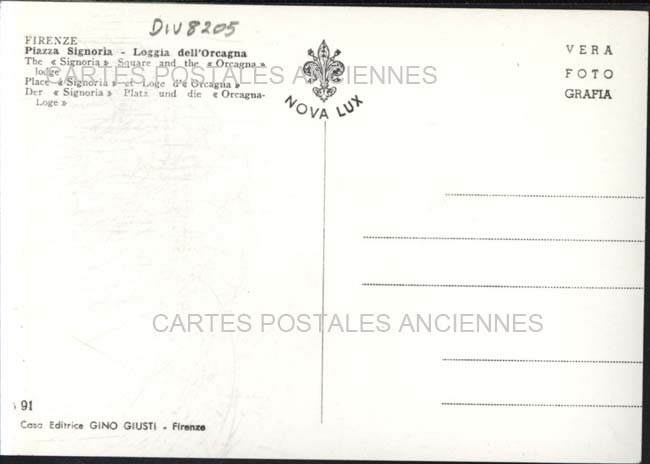 DIV8205
FIRENZE
Piazza Signoria - Loggia dell'Orcagna
The « Signoria » Square and the « Orcagna »
lodge
Place « Signoria » et Loge d'« Orcagna »
Der « Signoria » Platz und die « Orcagna-
Loge »
NOVA LUX
VERA
FOTO
GRAFIA
CARTES POSTALES ANCIENNES
CARTES POSTALES ANCIENNES
91
Casa Editrice GINO GIUSTI - Firenze